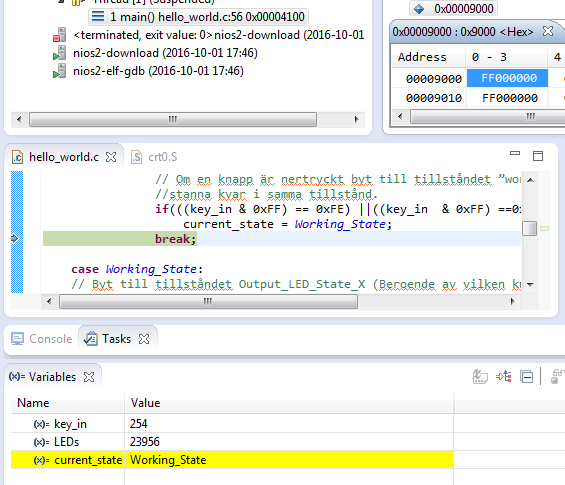 Thread [1] (Suspended)
1 main() hello_world.c:56 0x00004100
<terminated, exit value: 0>nios2-download (2016-10-01
nios2-download (2016-10-01 17:46)
nios2-elf-gdb (2016-10-01 17:46)
0x00009000
0x00009000 : 0x9000 <Hex>
Address 0 - 3 4
00009000 FF000000
00009010 FF000000
hello_world.c crt0.S
// Om en knapp är nertryckt byt till tillståndet ”wor
//stanna kvar i samma tillstånd.
if(((key_in & 0xFF) == 0xFE) ||((key_in & 0xFF) ==0x
current_state = Working_State;
break;
case Working_State:
// Byt till tillståndet Output_LED_State_X (Beroende av vilken kn
Console Tasks
(x)= Variables
Name Value
(x)= key_in 254
(x)= LEDs 23956
(x)= current_state Working_State